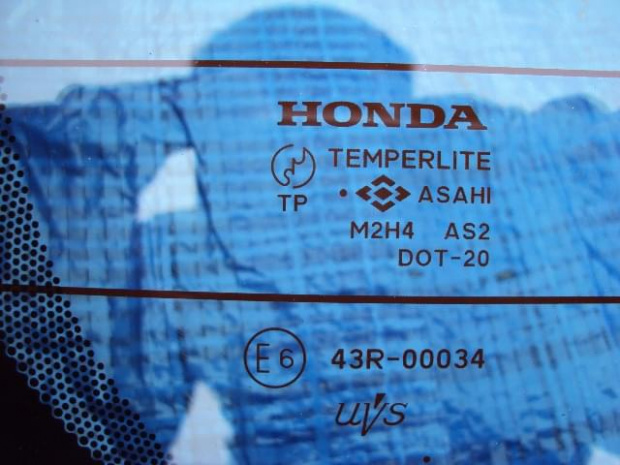 HONDA
TEMPERLITE
TP
ASAHI
M2H4 AS2
DOT-20
E6 43R-00034
UVS